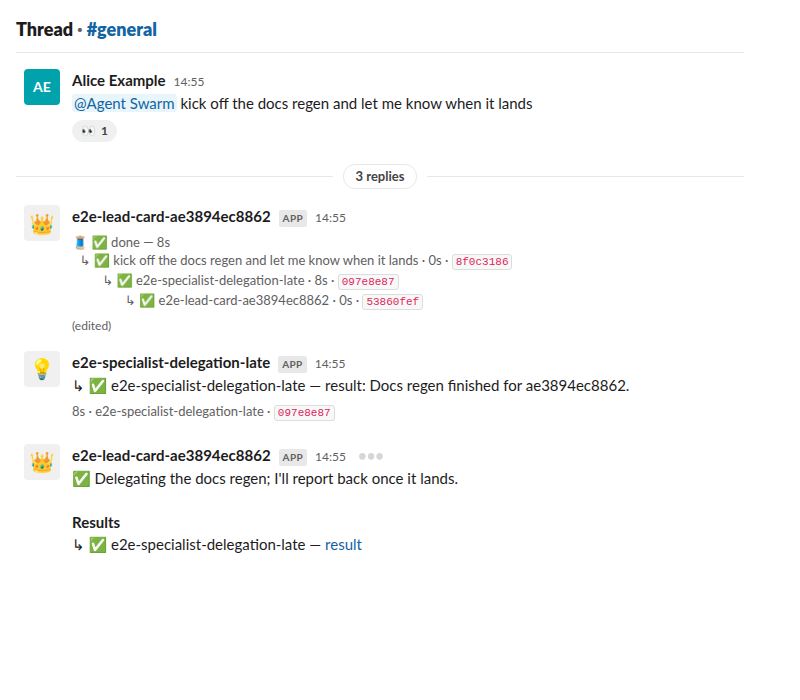 Thread • #general
AE
Alice Example 14:55
@Agent Swarm kick off the docs regen and let me know when it lands
👀 1
3 replies
e2e-lead-card-ae3894ec8862 APP 14:55
🧵 ✅ done — 8s
↳ ✅ kick off the docs regen and let me know when it lands · 0s · 8f0c3186
↳ ✅ e2e-specialist-delegation-late · 8s · 097e8e87
↳ ✅ e2e-lead-card-ae3894ec8862 · 0s · 53860fef
(edited)
e2e-specialist-delegation-late APP 14:55
↳ ✅ e2e-specialist-delegation-late — result: Docs regen finished for ae3894ec8862.
8s · e2e-specialist-delegation-late · 097e8e87
e2e-lead-card-ae3894ec8862 APP 14:55
✅ Delegating the docs regen; I'll report back once it lands.
Results
↳ ✅ e2e-specialist-delegation-late — result